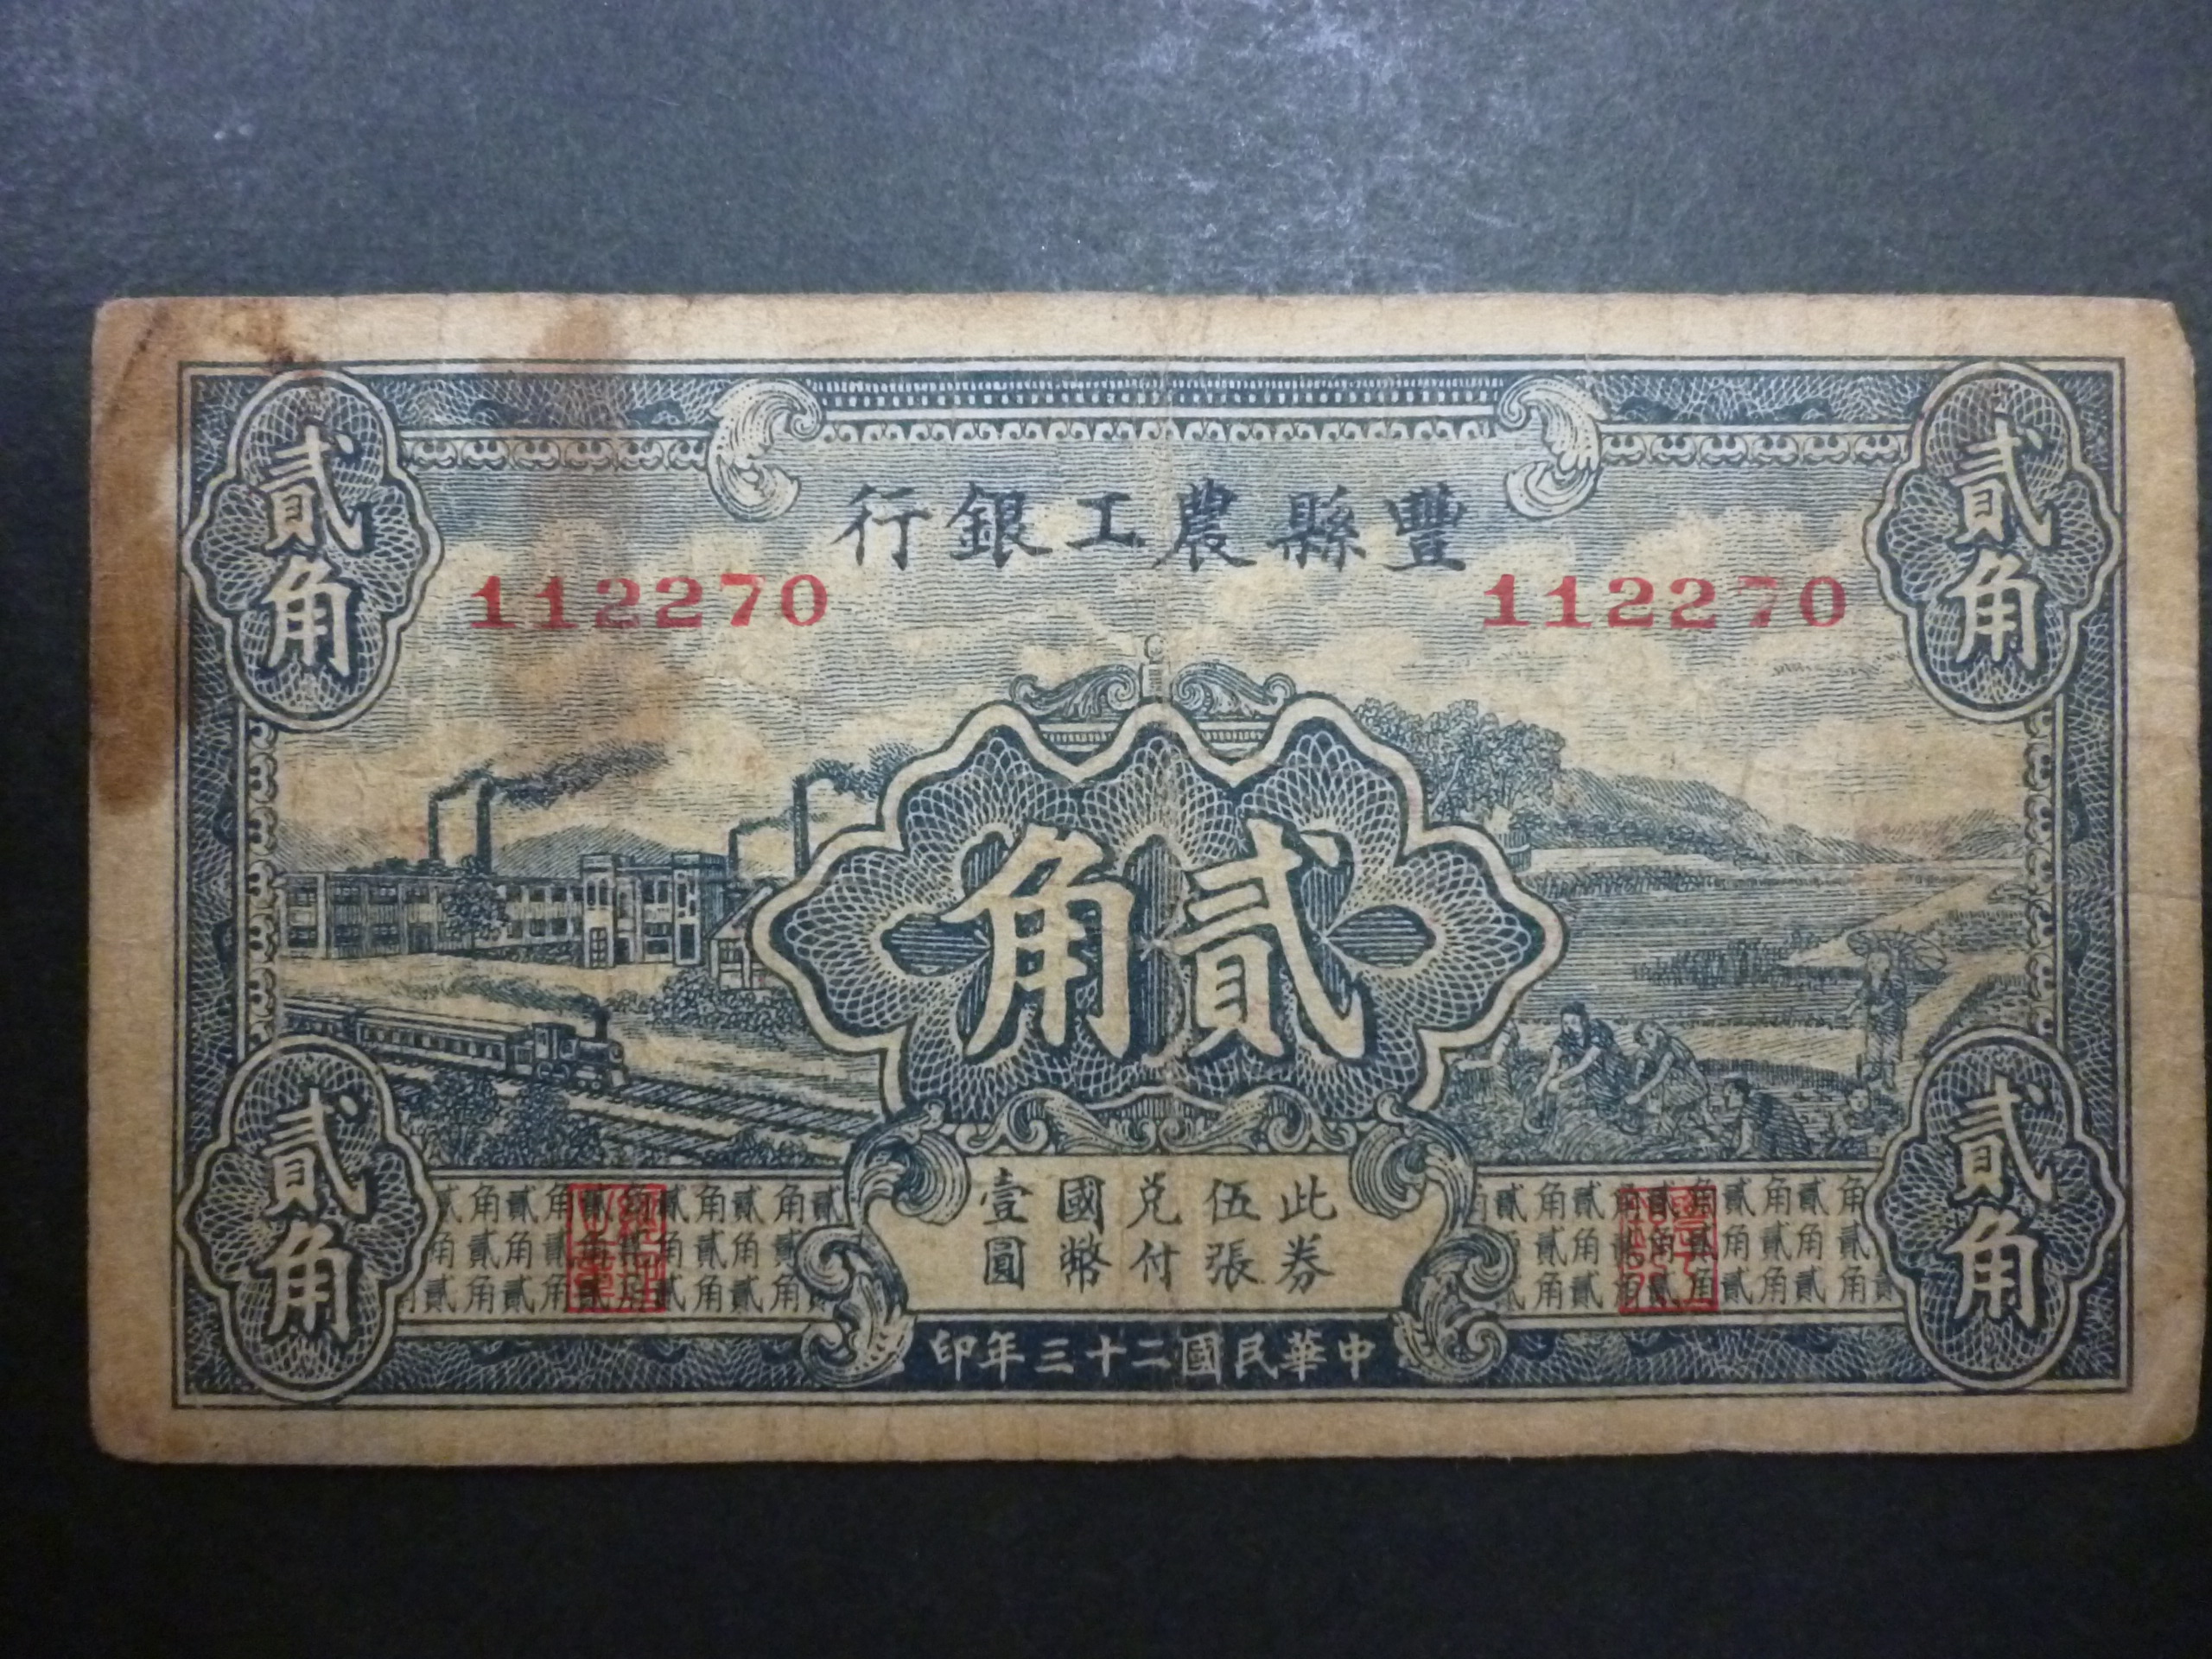 豐縣農工銀行
112270
112270
貳角
貳角
貳角
貳角
貳角
此券
伍張
兌付
國幣
壹圓
中華民國二十三年印